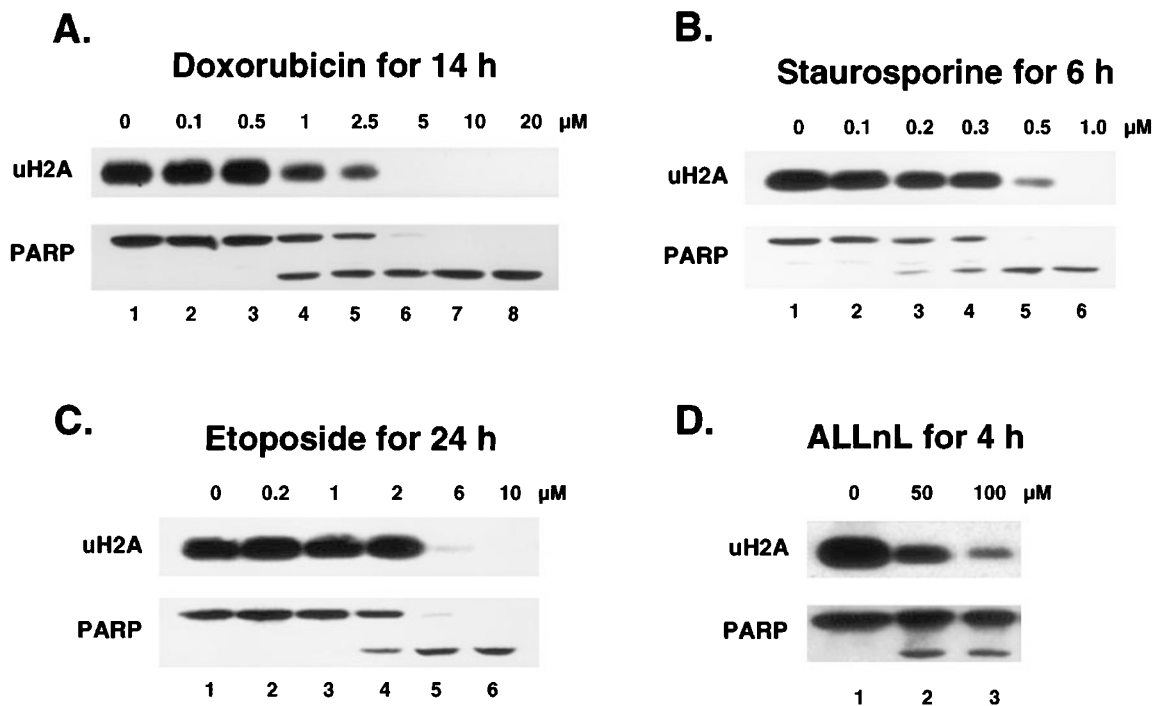 A.
Doxorubicin for 14 h
0 0.1 0.5 1 2.5 5 10 20 μM
uH2A
PARP
1 2 3 4 5 6 7 8
B.
Staurosporine for 6 h
0 0.1 0.2 0.3 0.5 1.0 μM
uH2A
PARP
1 2 3 4 5 6
C.
Etoposide for 24 h
0 0.2 1 2 6 10 μM
uH2A
PARP
1 2 3 4 5 6
D.
ALLnL for 4 h
0 50 100 μM
uH2A
PARP
1 2 3